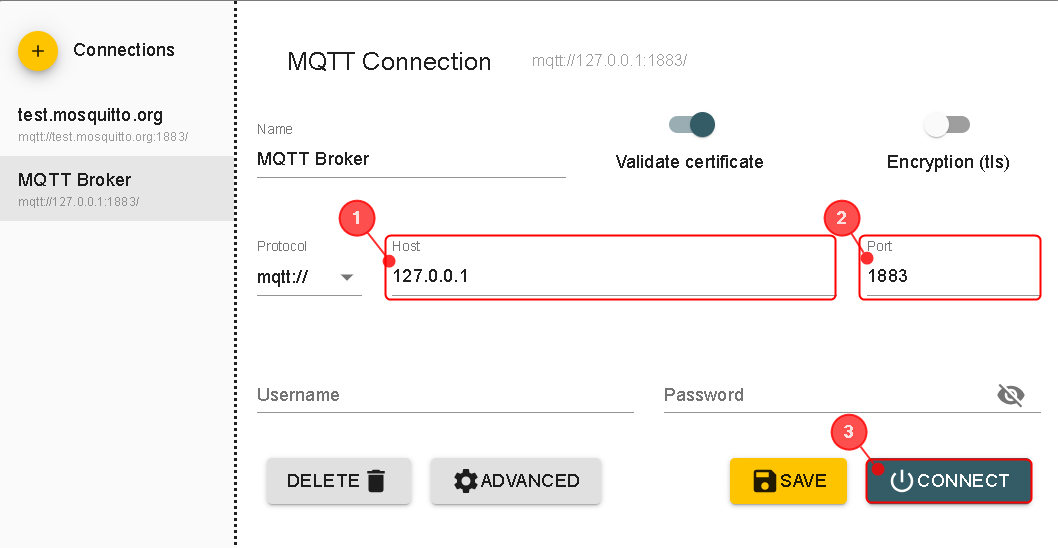 +
Connections
test.mosquitto.org
mqtt://test.mosquitto.org:1883/
MQTT Broker
mqtt://127.0.0.1:1883/
MQTT Connection
mqtt://127.0.0.1:1883/
Name
MQTT Broker
Validate certificate
Encryption (tls)
1
2
Protocol
mqtt://
Host
127.0.0.1
Port
1883
Username
Password
3
DELETE
ADVANCED
SAVE
CONNECT